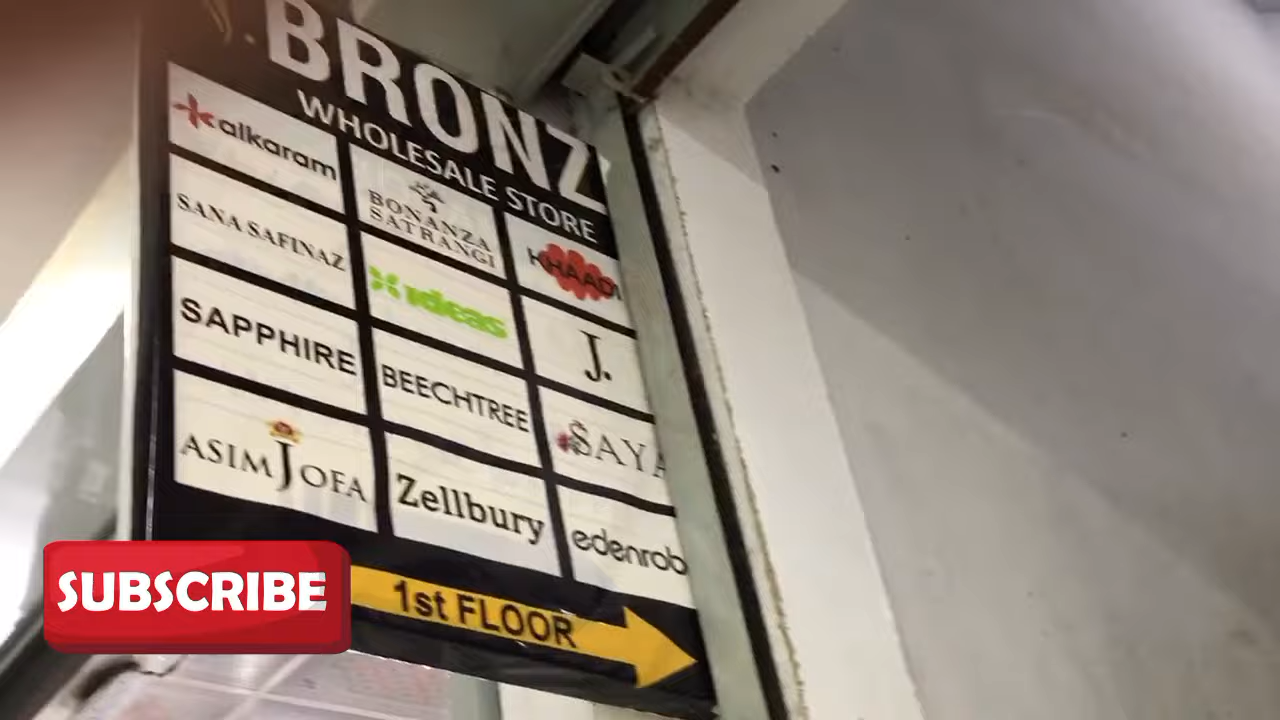 BRONZ
WHOLESALE STORE
alkaram
BONANZA
SATRANGI
KHAADI
SANA SAFINAZ
ideas
J.
SAPPHIRE
BEECHTREE
SAYA
ASIM JOFA
Zellbury
edenrob
1st FLOOR
SUBSCRIBE